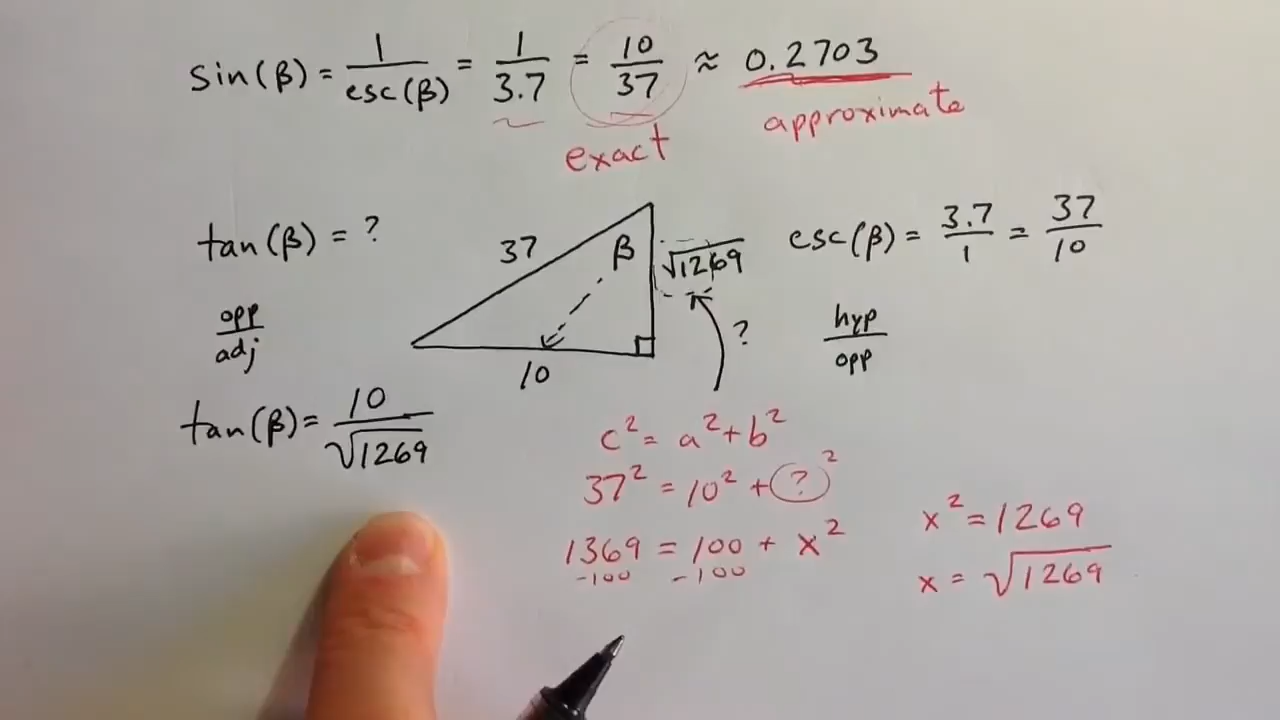 sin(β) = 1/csc(β) = 1/3.7 = 10/37 ≈ 0.2703
exact
approximate
tan(β) = ?
37
β
√1269
csc(β) = 3.7/1 = 37/10
opp/adj
10
?
hyp/opp
tan(β) = 10/√1269
c² = a² + b²
37² = 10² + ?²
1369 = 100 + x²
-100 -100
x² = 1269
x = √1269